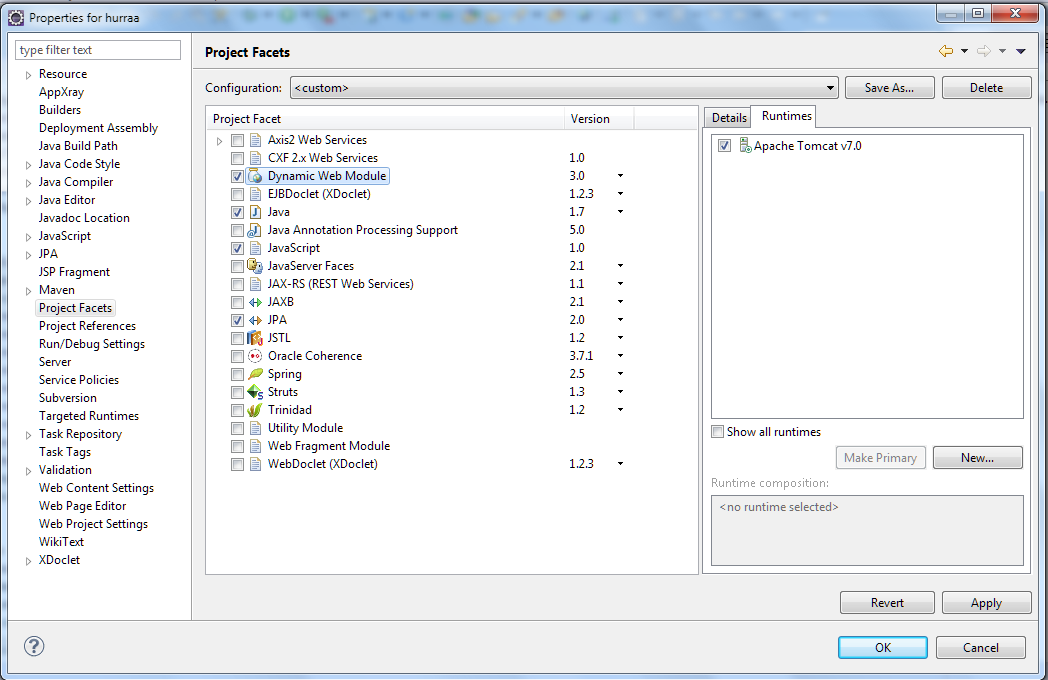 Properties for hurraa
type filter text
Resource
AppXray
Builders
Deployment Assembly
Java Build Path
Java Code Style
Java Compiler
Java Editor
Javadoc Location
JavaScript
JPA
JSP Fragment
Maven
Project Facets
Project References
Run/Debug Settings
Server
Service Policies
Subversion
Targeted Runtimes
Task Repository
Task Tags
Validation
Web Content Settings
Web Page Editor
Web Project Settings
WikiText
XDoclet
Project Facets
Configuration: <custom> Save As... Delete
Project Facet Version
Axis2 Web Services
CXF 2.x Web Services 1.0
Dynamic Web Module 3.0
EJBDoclet (XDoclet) 1.2.3
Java 1.7
Java Annotation Processing Support 5.0
JavaScript 1.0
JavaServer Faces 2.1
JAX-RS (REST Web Services) 1.1
JAXB 2.1
JPA 2.0
JSTL 1.2
Oracle Coherence 3.7.1
Spring 2.5
Struts 1.3
Trinidad 1.2
Utility Module
Web Fragment Module
WebDoclet (XDoclet) 1.2.3
Details Runtimes
Apache Tomcat v7.0
Show all runtimes
Make Primary New...
Runtime composition:
<no runtime selected>
Revert Apply
OK Cancel